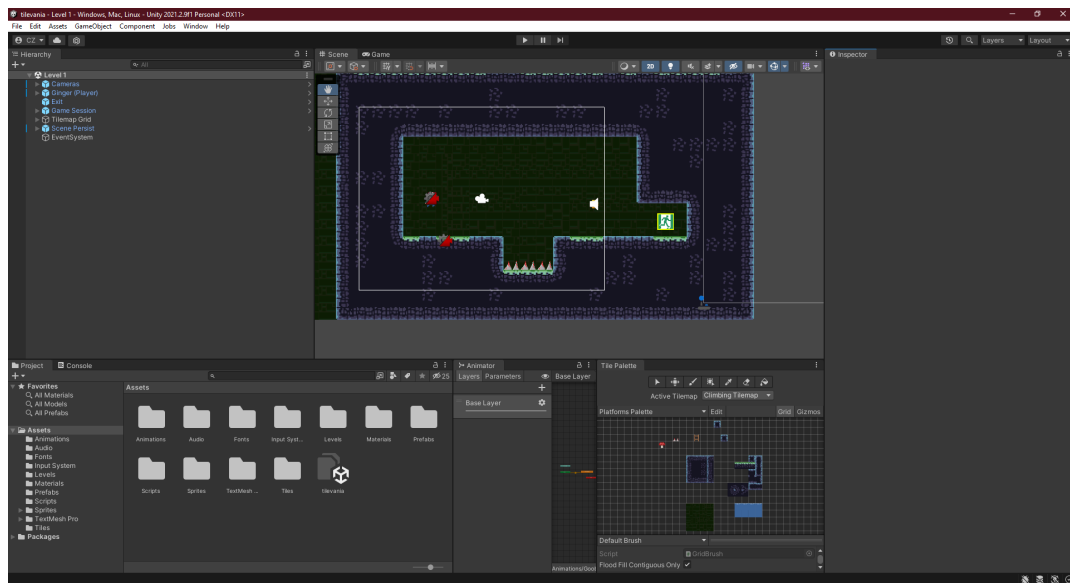 tilevania - Level 1 - Windows, Mac, Linux - Unity 2021.2.9f1 Personal <DX11>
File Edit Assets GameObject Component Jobs Window Help
CZ
Layers Layout
Hierarchy
Scene Game
Inspector
All
2D
Level 1
Cameras
Ginger (Player)
Exit
Game Session
Tilemap Grid
Scene Persist
EventSystem
Project Console
25
Favorites
All Materials
All Models
All Prefabs
Assets
Animations
Audio
Fonts
Input System
Levels
Materials
Prefabs
Scripts
Sprites
TextMesh Pro
Tiles
Packages
Assets
Animations Audio Fonts Input Syst... Levels Materials Prefabs
Scripts Sprites TextMesh ... Tiles tilevania
Animator
Layers Parameters
Base Layer
Base Layer
Animations/Goo
Tile Palette
Active Tilemap Climbing Tilemap
Platforms Palette Edit Grid Gizmos
Default Brush
Script GridBrush
Flood Fill Contiguous Only